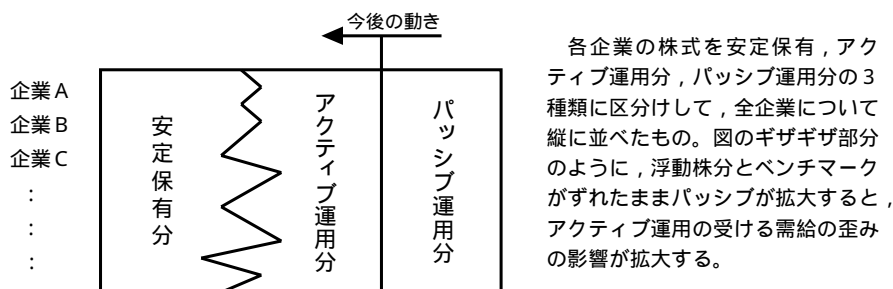 今後の動き
企業A
企業B
企業C
:
:
:
安定保有分
アクティブ運用分
パッシブ運用分
各企業の株式を安定保有，アク
ティブ運用分，パッシブ運用分の3
種類に区分けして，全企業について
縦に並べたもの。図のギザギザ部分
のように，浮動株分とベンチマーク
がずれたままパッシブが拡大すると，
アクティブ運用の受ける需給の歪み
の影響が拡大する。